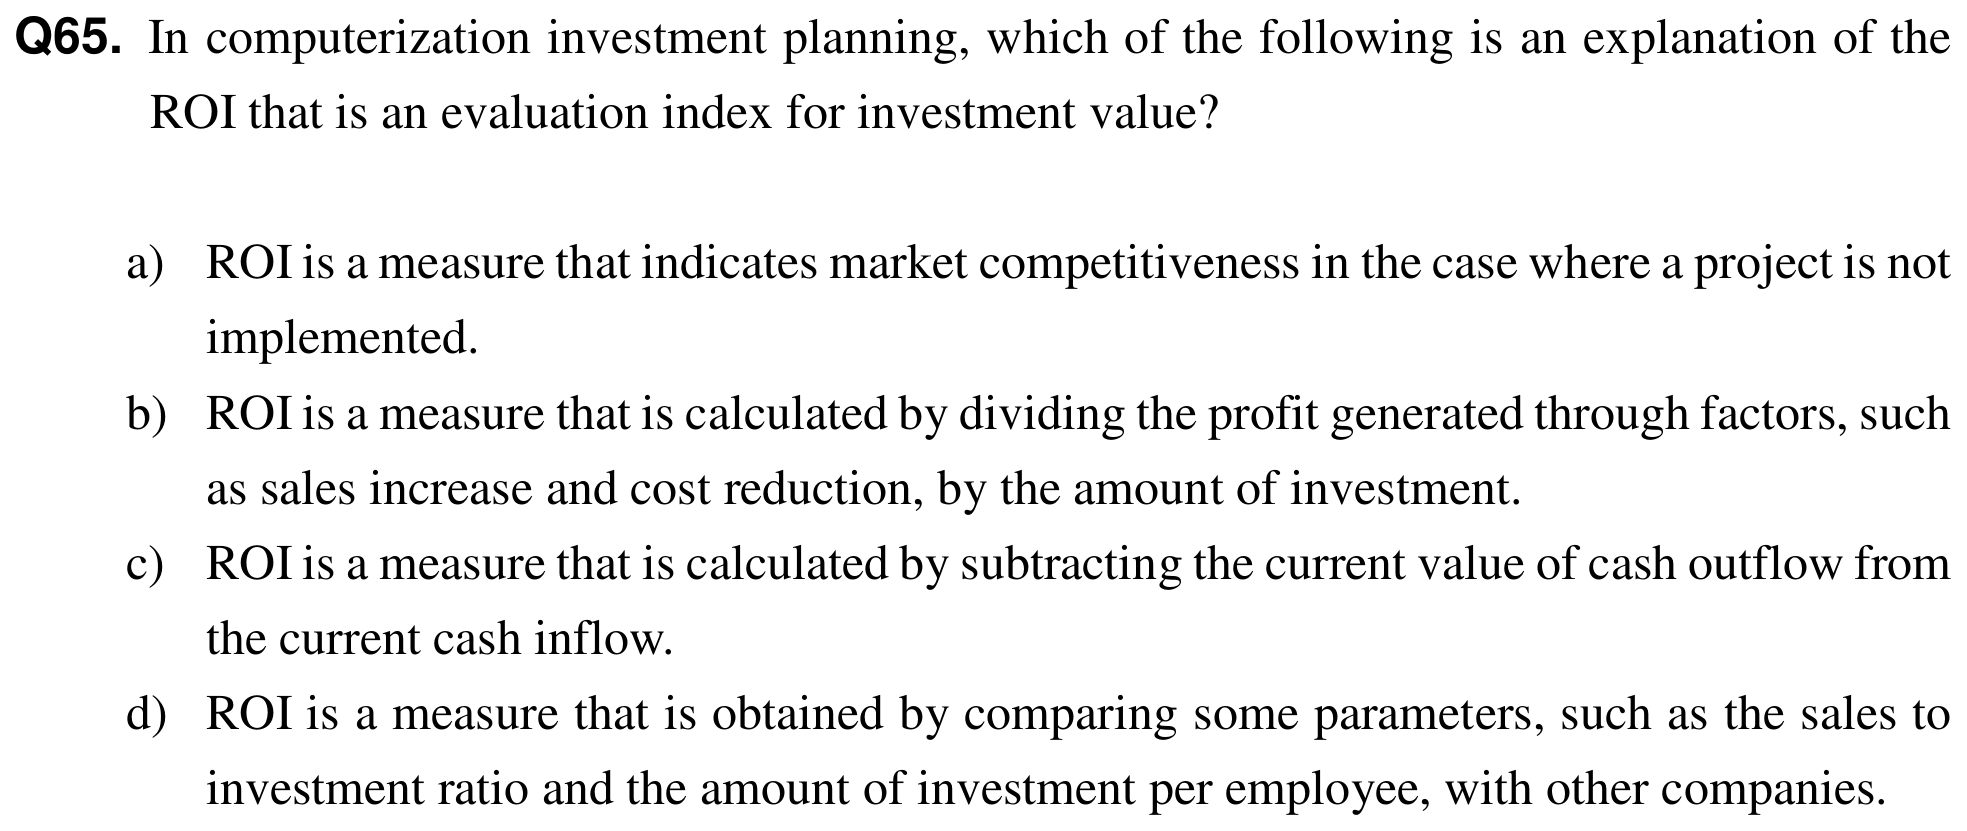 Q65. In computerization investment planning, which of the following is an explanation of the
ROI that is an evaluation index for investment value?
a) ROI is a measure that indicates market competitiveness in the case where a project is not
implemented.
b) ROI is a measure that is calculated by dividing the profit generated through factors, such
as sales increase and cost reduction, by the amount of investment.
c) ROI is a measure that is calculated by subtracting the current value of cash outflow from
the current cash inflow.
d) ROI is a measure that is obtained by comparing some parameters, such as the sales to
investment ratio and the amount of investment per employee, with other companies.